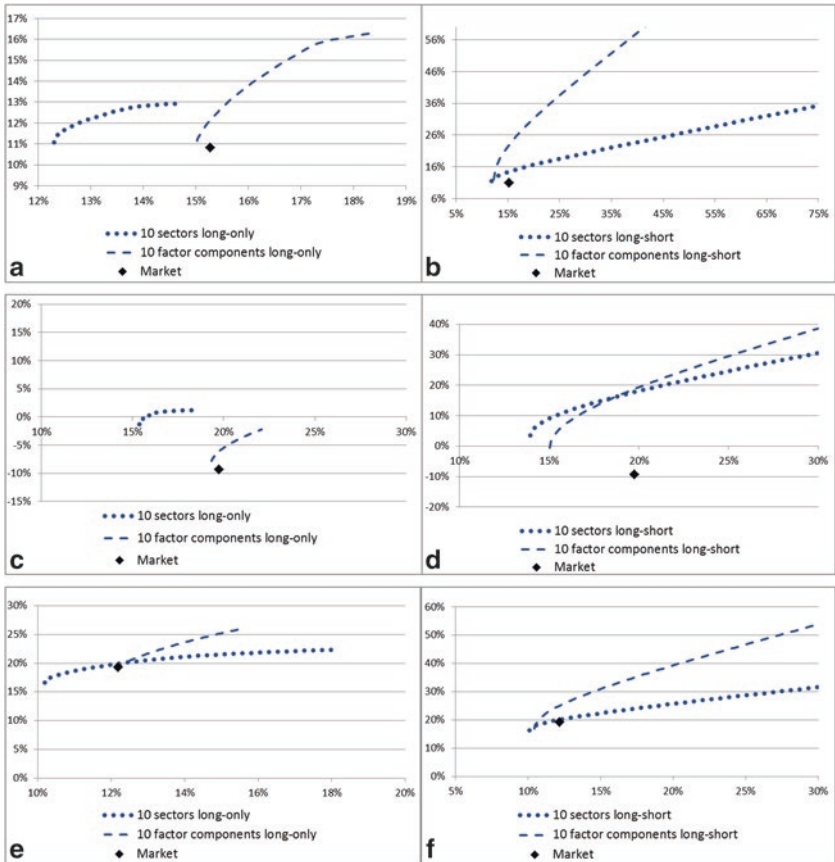 17%
16%
15%
14%
13%
12%
11%
10%
9%
12% 13% 14% 15% 16% 17% 18% 19%
10 sectors long-only
10 factor components long-only
Market
a
56%
46%
36%
26%
16%
6%
5% 15% 25% 35% 45% 55% 65% 75%
10 sectors long-short
10 factor components long-short
Market
b
20%
15%
10%
5%
0%
10% 15% 20% 25% 30%
-5%
-10%
-15%
10 sectors long-only
10 factor components long-only
Market
c
40%
30%
20%
10%
0%
10% 15% 20% 25% 30%
-10%
-20%
10 sectors long-short
10 factor components long-short
Market
d
30%
25%
20%
15%
10%
5%
0%
10% 12% 14% 16% 18% 20%
10 sectors long-only
10 factor components long-only
Market
e
60%
50%
40%
30%
20%
10%
0%
5% 10% 15% 20% 25% 30%
10 sectors long-short
10 factor components long-short
Market
f